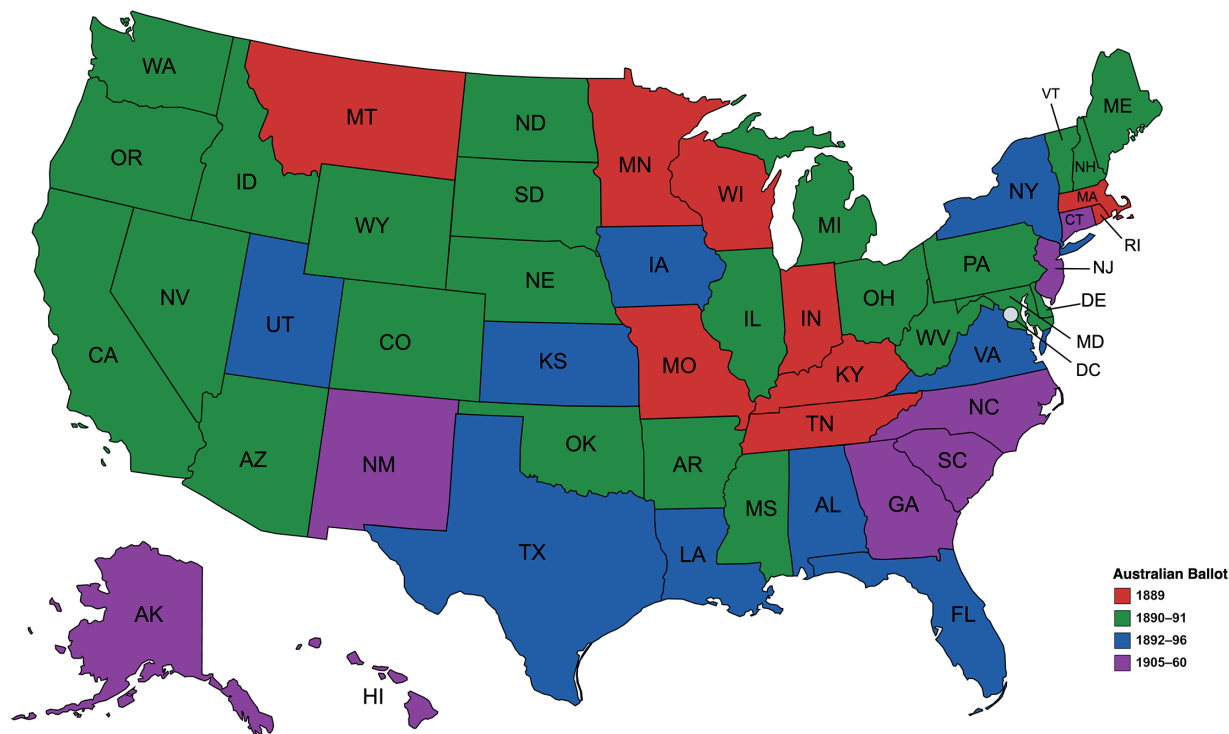 WA
MT
ND
MN
VT
ME
OR
ID
SD
WI
MI
NH
NY
MA
CT
RI
WY
NE
IA
PA
NJ
NV
UT
CO
IL
IN
OH
DE
WV
MD
DC
CA
KS
MO
KY
VA
AZ
NM
OK
AR
TN
NC
SC
MS
AL
GA
TX
LA
FL
AK
HI
Australian Ballot
1889
1890–91
1892–96
1905–60